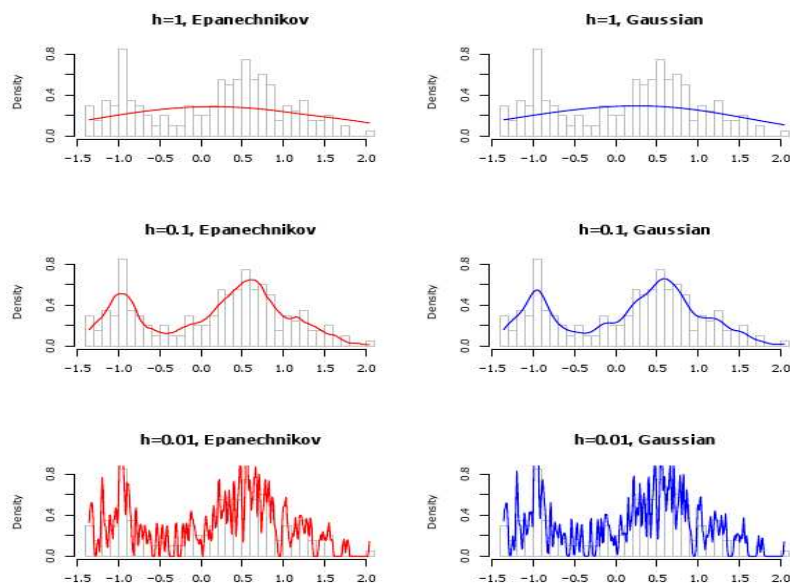 h=1, Epanechnikov
Density
0.0 0.4 0.8
−1.5 −1.0 −0.5 0.0 0.5 1.0 1.5 2.0
h=1, Gaussian
Density
0.0 0.4 0.8
−1.5 −1.0 −0.5 0.0 0.5 1.0 1.5 2.0
h=0.1, Epanechnikov
Density
0.0 0.4 0.8
−1.5 −1.0 −0.5 0.0 0.5 1.0 1.5 2.0
h=0.1, Gaussian
Density
0.0 0.4 0.8
−1.5 −1.0 −0.5 0.0 0.5 1.0 1.5 2.0
h=0.01, Epanechnikov
Density
0.0 0.4 0.8
−1.5 −1.0 −0.5 0.0 0.5 1.0 1.5 2.0
h=0.01, Gaussian
Density
0.0 0.4 0.8
−1.5 −1.0 −0.5 0.0 0.5 1.0 1.5 2.0